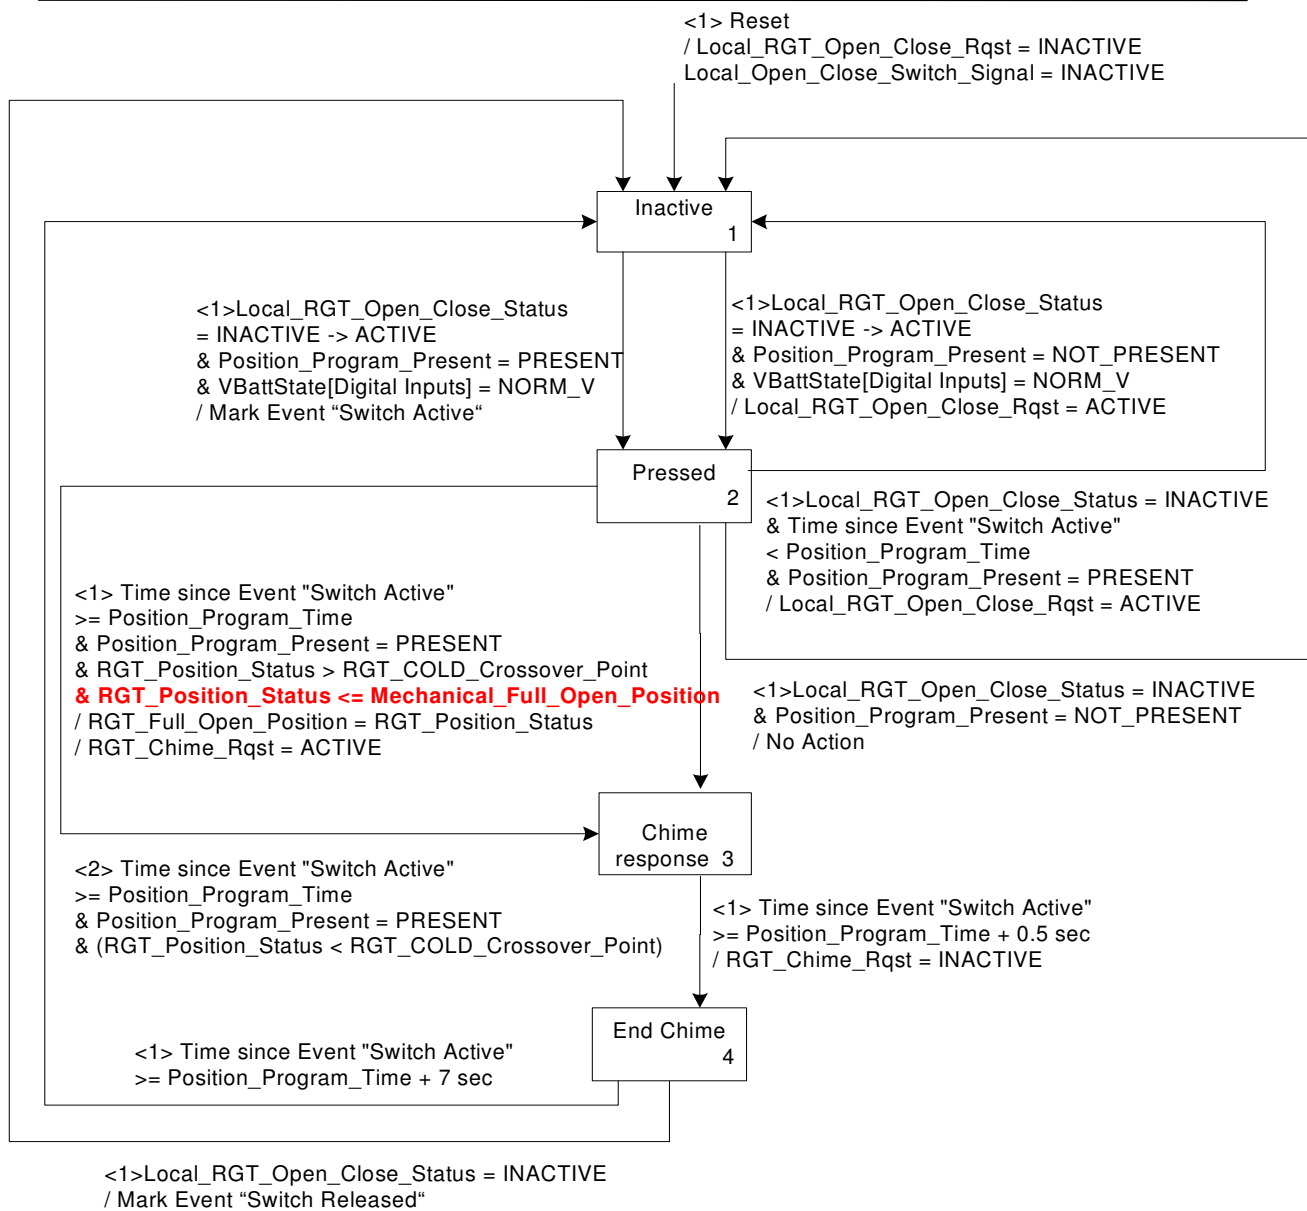 <1> Reset
/ Local_RGT_Open_Close_Rqst = INACTIVE
Local_Open_Close_Switch_Signal = INACTIVE
Inactive
1
<1>Local_RGT_Open_Close_Status
= INACTIVE -> ACTIVE
& Position_Program_Present = PRESENT
& VBattState[Digital Inputs] = NORM_V
/ Mark Event “Switch Active“
<1>Local_RGT_Open_Close_Status
= INACTIVE -> ACTIVE
& Position_Program_Present = NOT_PRESENT
& VBattState[Digital Inputs] = NORM_V
/ Local_RGT_Open_Close_Rqst = ACTIVE
Pressed
2
<1>Local_RGT_Open_Close_Status = INACTIVE
& Time since Event "Switch Active"
< Position_Program_Time
& Position_Program_Present = PRESENT
/ Local_RGT_Open_Close_Rqst = ACTIVE
<1> Time since Event "Switch Active"
>= Position_Program_Time
& Position_Program_Present = PRESENT
& RGT_Position_Status > RGT_COLD_Crossover_Point
& RGT_Position_Status <= Mechanical_Full_Open_Position
/ RGT_Full_Open_Position = RGT_Position_Status
/ RGT_Chime_Rqst = ACTIVE
<1>Local_RGT_Open_Close_Status = INACTIVE
& Position_Program_Present = NOT_PRESENT
/ No Action
Chime
response 3
<2> Time since Event "Switch Active"
>= Position_Program_Time
& Position_Program_Present = PRESENT
& (RGT_Position_Status < RGT_COLD_Crossover_Point)
<1> Time since Event "Switch Active"
>= Position_Program_Time + 0.5 sec
/ RGT_Chime_Rqst = INACTIVE
End Chime
4
<1> Time since Event "Switch Active"
>= Position_Program_Time + 7 sec
<1>Local_RGT_Open_Close_Status = INACTIVE
/ Mark Event “Switch Released“